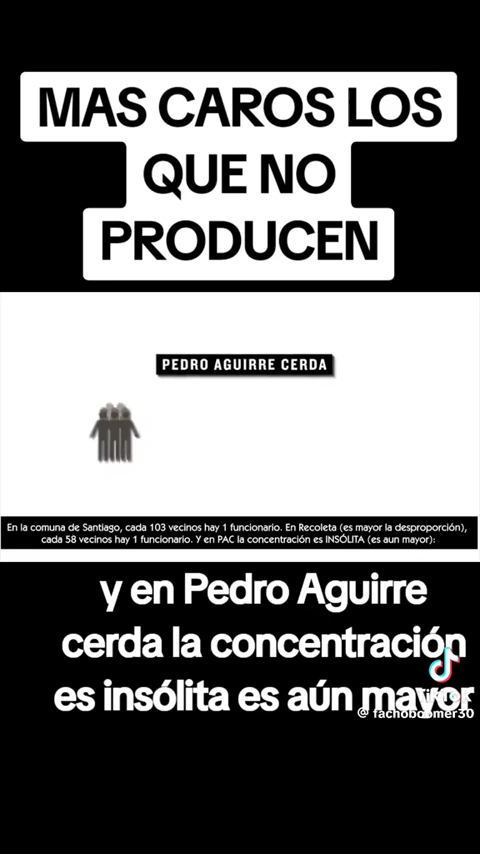 MAS CAROS LOS
QUE NO
PRODUCEN
PEDRO AGUIRRE CERDA
En la comuna de Santiago, cada 103 vecinos hay 1 funcionario. En Recoleta (es mayor la desproporción),
cada 58 vecinos hay 1 funcionario. Y en PAC la concentración es INSÓLITA (es aun mayor):
y en Pedro Aguirre
cerda la concentración
es insólita es aún mayor
TikTok
@ fachoboomer30